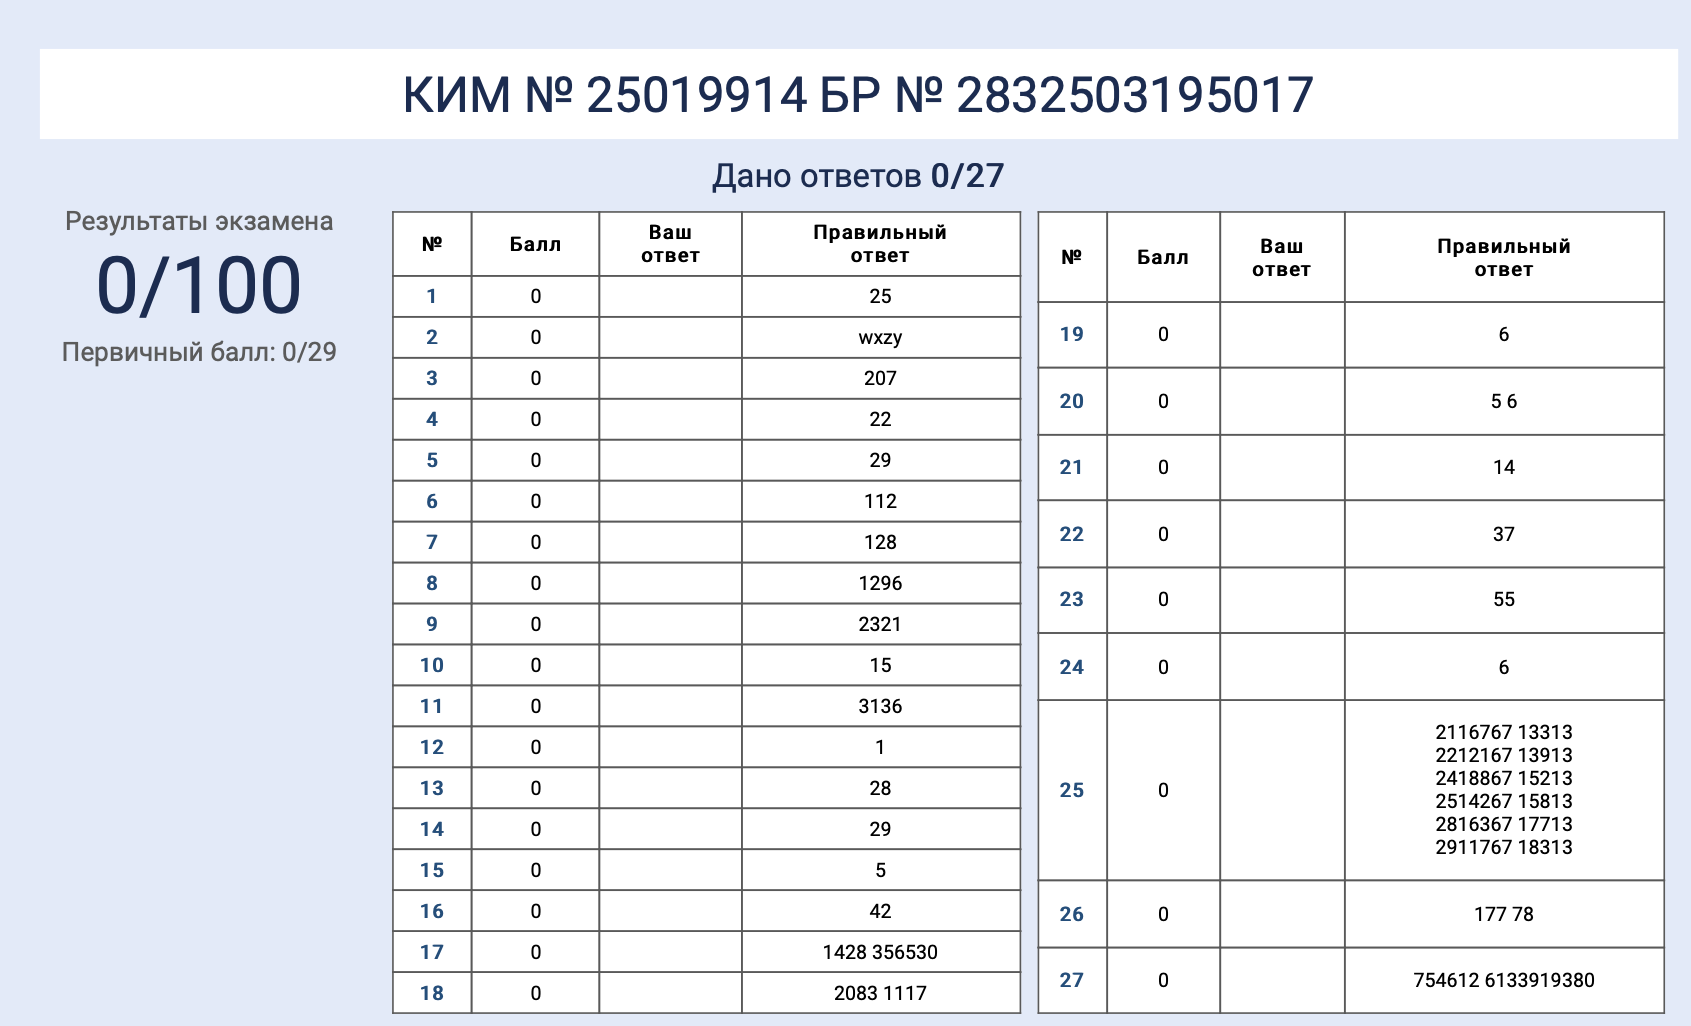 КИМ № 25019914 БР № 2832503195017
Дано ответов 0/27
Результаты экзамена
0/100
Первичный балл: 0/29
№ Балл Ваш ответ Правильный ответ
1 0 25
2 0 wxzy
3 0 207
4 0 22
5 0 29
6 0 112
7 0 128
8 0 1296
9 0 2321
10 0 15
11 0 3136
12 0 1
13 0 28
14 0 29
15 0 5
16 0 42
17 0 1428 356530
18 0 2083 1117
№ Балл Ваш ответ Правильный ответ
19 0 6
20 0 5 6
21 0 14
22 0 37
23 0 55
24 0 6
25 0 2116767 13313
2212167 13913
2418867 15213
2514267 15813
2816367 17713
2911767 18313
26 0 177 78
27 0 754612 6133919380